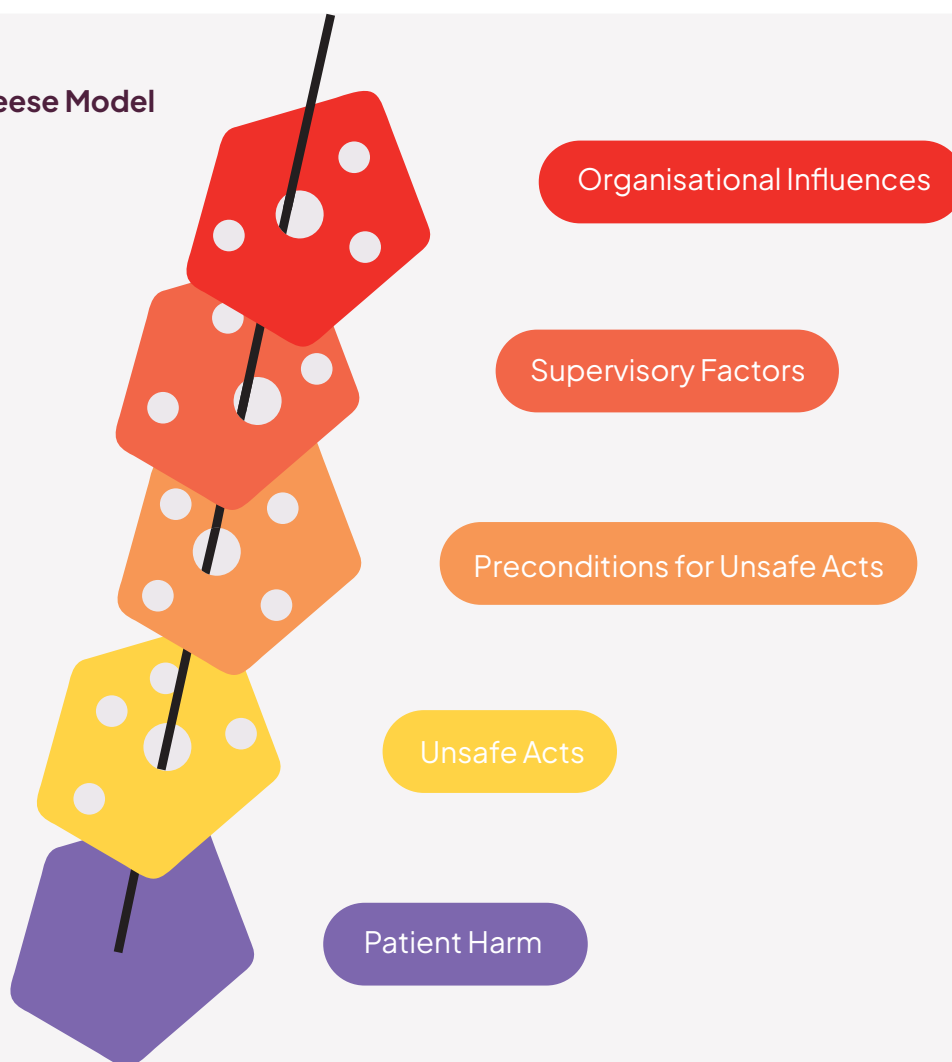 eese Model
Organisational Influences
Supervisory Factors
Preconditions for Unsafe Acts
Unsafe Acts
Patient Harm